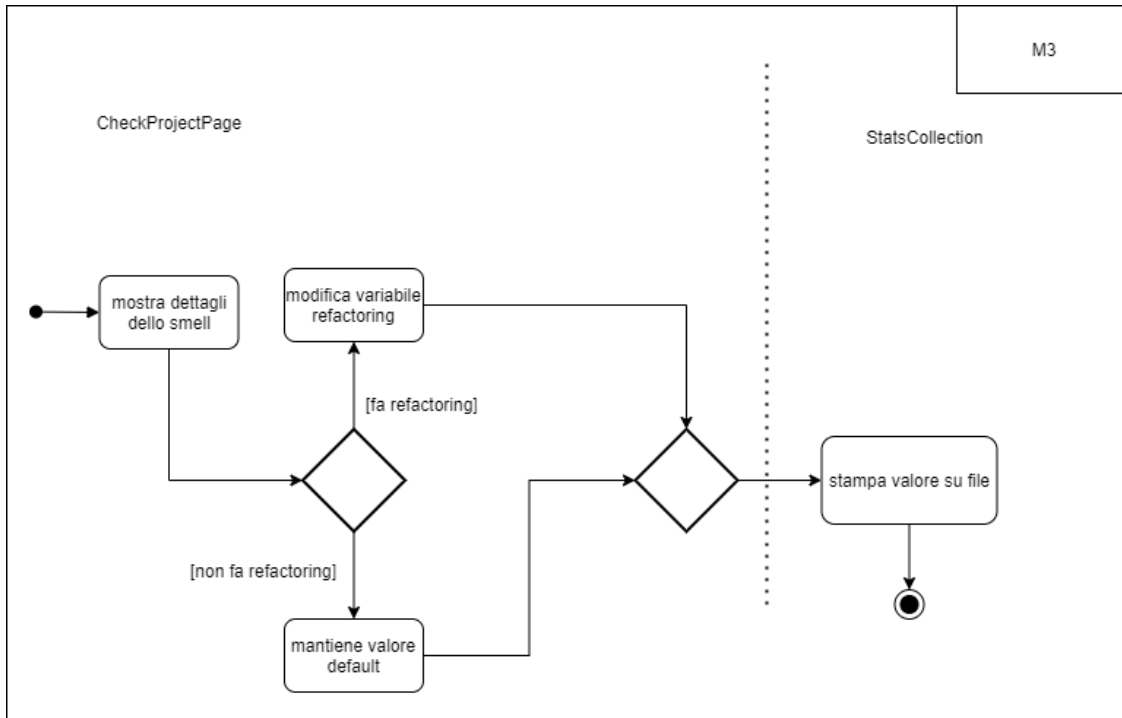 M3
CheckProjectPage
StatsCollection
mostra dettagli
dello smell
modifica variabile
refactoring
[fa refactoring]
stampa valore su file
[non fa refactoring]
mantiene valore
default